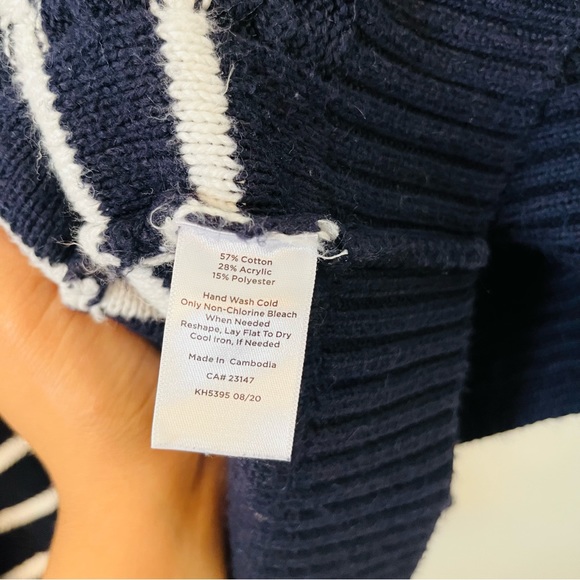 57% Cotton
28% Acrylic
15% Polyester
Hand Wash Cold
Only Non-Chlorine Bleach
When Needed
Reshape, Lay Flat To Dry
Cool Iron, If Needed
Made In Cambodia
CA# 23147
KH5395 08/20